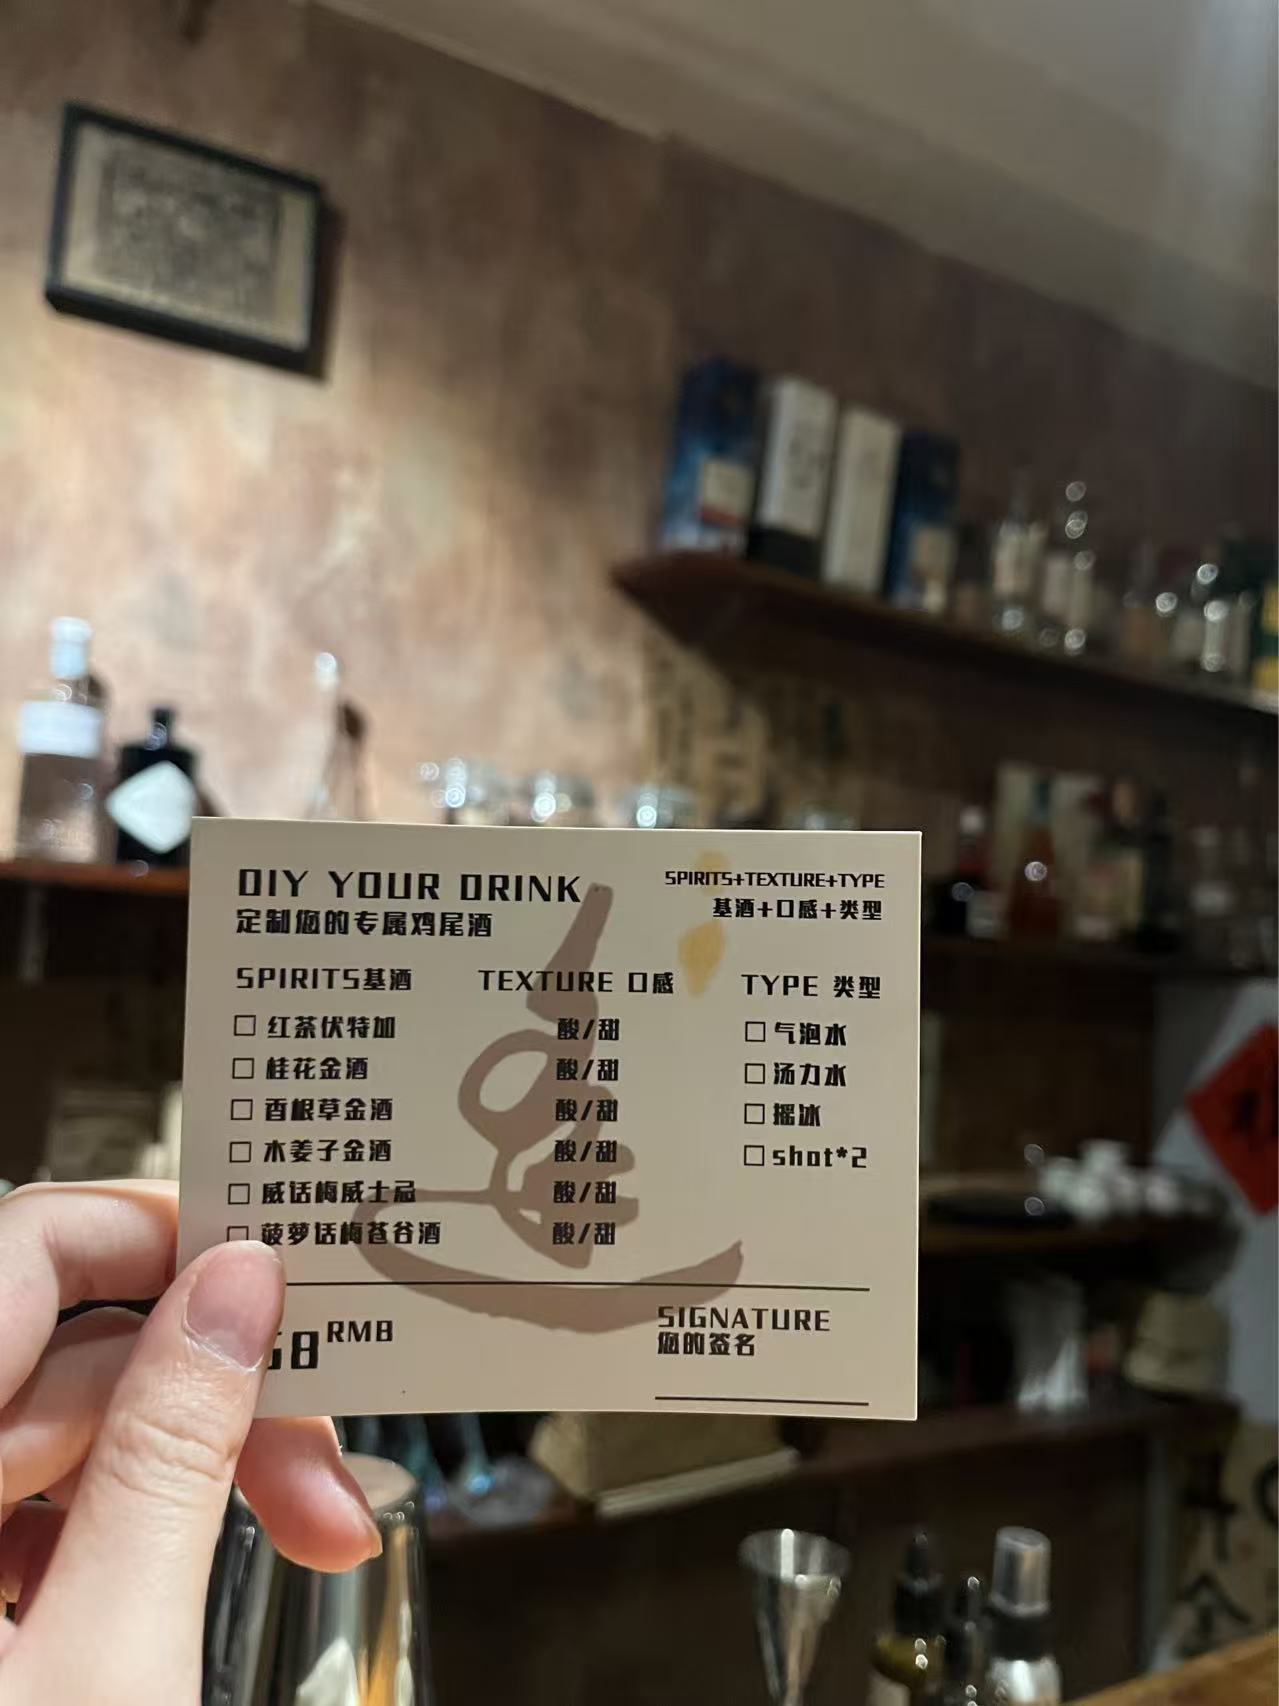 DIY YOUR DRINK
定制您的专属鸡尾酒
SPIRITS+TEXTURE+TYPE
基酒+口感+类型
SPIRITS基酒 TEXTURE 口感 TYPE 类型
□ 红茶伏特加 酸/甜 □ 气泡水
□ 桂花金酒 酸/甜 □ 汤力水
□ 香根草金酒 酸/甜 □ 摇冰
□ 木姜子金酒 酸/甜 □ shot*2
□ 威话梅威士忌 酸/甜
□ 菠萝话梅苍谷酒 酸/甜
8 RMB
SIGNATURE
您的签名